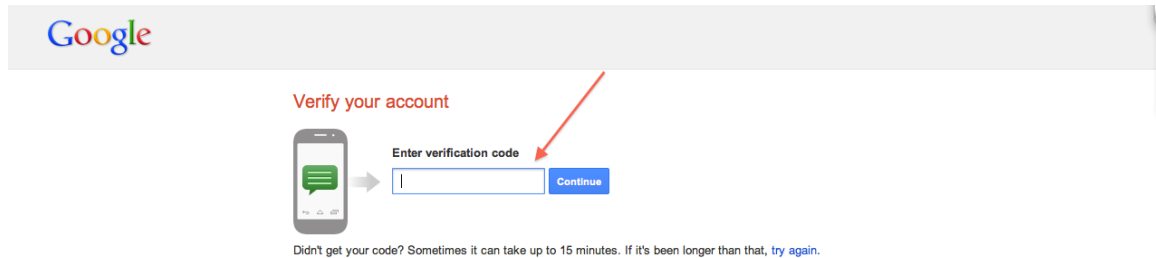 Google
Verify your account
Enter verification code
Continue
Didn't get your code? Sometimes it can take up to 15 minutes. If it's been longer than that, try again.